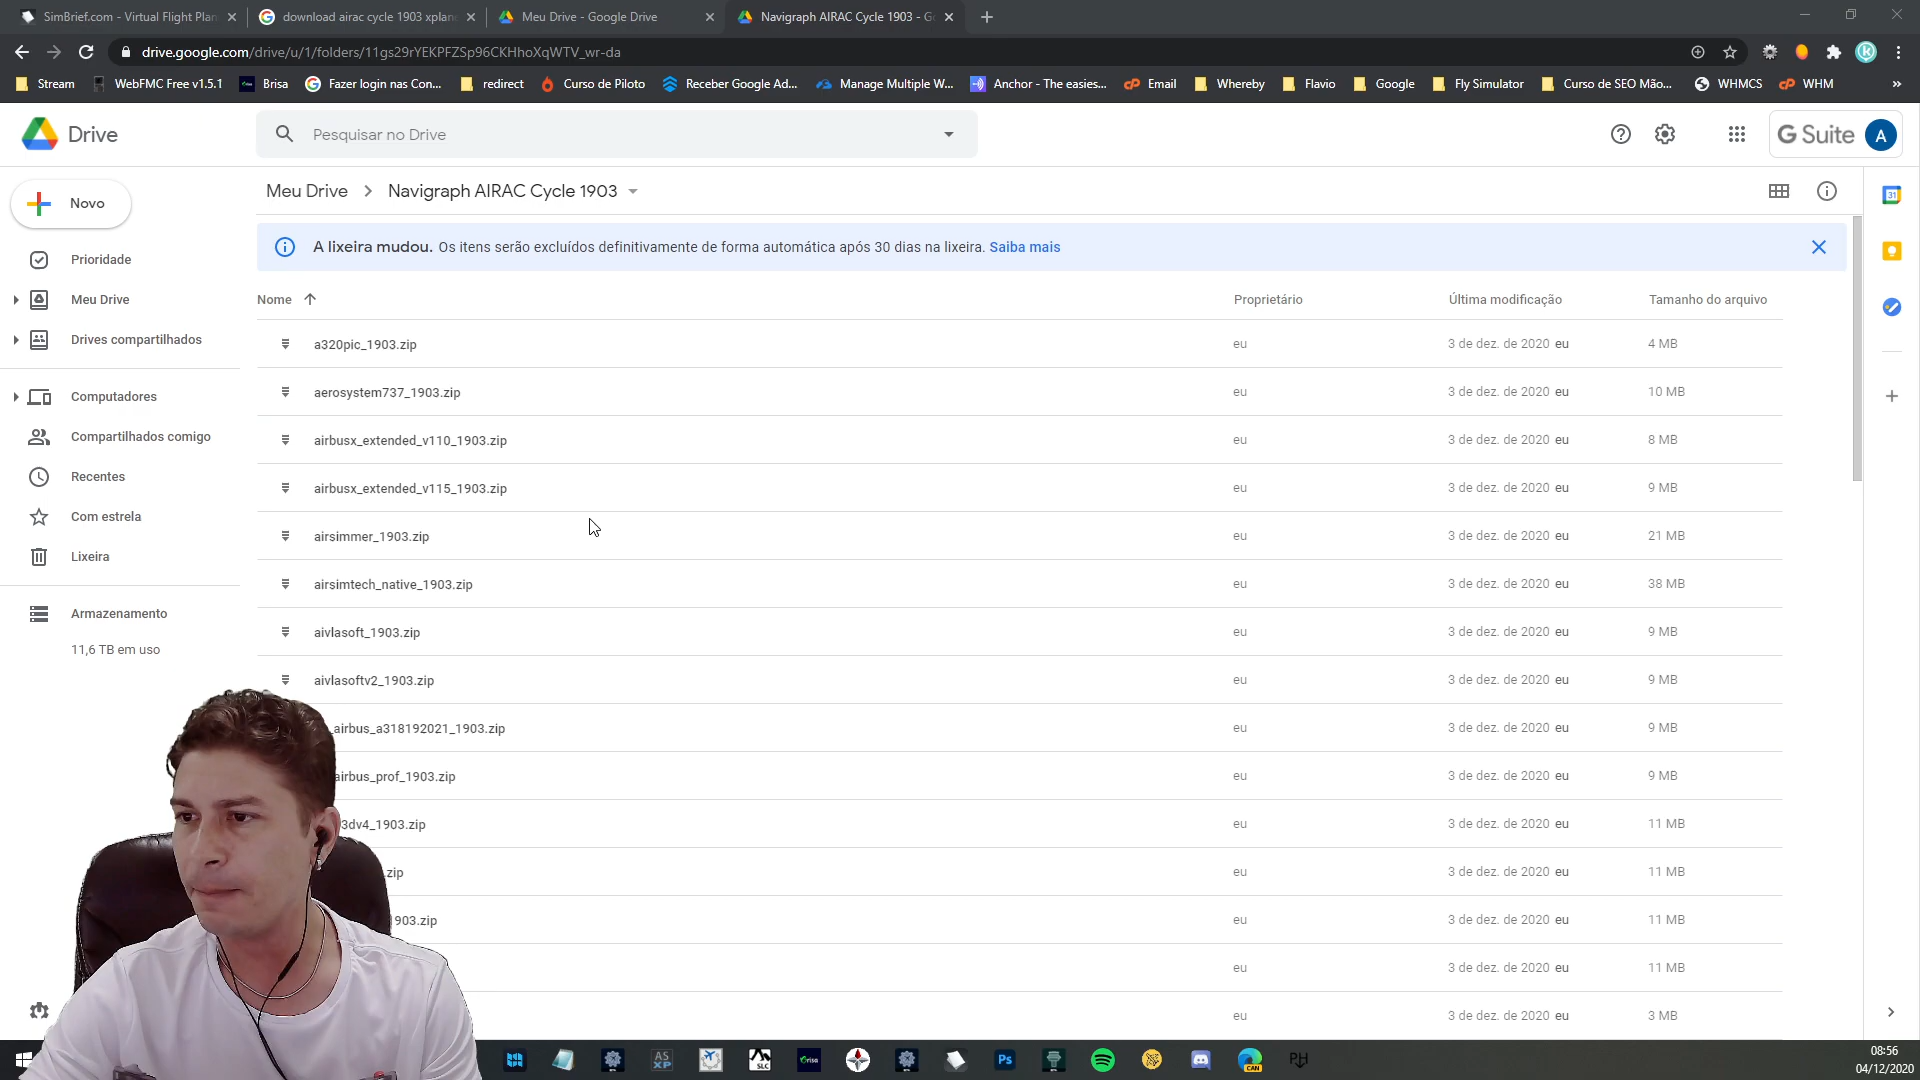 SimBrief.com - Virtual Flight Plan
download airac cycle 1903 xplane
Meu Drive - Google Drive
Navigraph AIRAC Cycle 1903 - Go
drive.google.com/drive/u/1/folders/11gs29rYEKPFZSp96CKHhoXqWTV_wr-da
Stream
WebFMC Free v1.5.1
Brisa
Fazer login nas Con...
redirect
Curso de Piloto
Receber Google Ad...
Manage Multiple W...
Anchor - The easies...
Email
Whereby
Flavio
Google
Fly Simulator
Curso de SEO Mão...
WHMCS
WHM
»
Drive
Pesquisar no Drive
G Suite
A
Novo
Meu Drive > Navigraph AIRAC Cycle 1903
A lixeira mudou. Os itens serão excluídos definitivamente de forma automática após 30 dias na lixeira. Saiba mais
Prioridade
Meu Drive
Drives compartilhados
Computadores
Compartilhados comigo
Recentes
Com estrela
Lixeira
Armazenamento
11,6 TB em uso
Nome Proprietário Última modificação Tamanho do arquivo
a320pic_1903.zip eu 3 de dez. de 2020 eu 4 MB
aerosystem737_1903.zip eu 3 de dez. de 2020 eu 10 MB
airbusx_extended_v110_1903.zip eu 3 de dez. de 2020 eu 8 MB
airbusx_extended_v115_1903.zip eu 3 de dez. de 2020 eu 9 MB
airsimmer_1903.zip eu 3 de dez. de 2020 eu 21 MB
airsimtech_native_1903.zip eu 3 de dez. de 2020 eu 38 MB
aivlasoft_1903.zip eu 3 de dez. de 2020 eu 9 MB
aivlasoftv2_1903.zip eu 3 de dez. de 2020 eu 9 MB
_airbus_a318192021_1903.zip eu 3 de dez. de 2020 eu 9 MB
airbus_prof_1903.zip eu 3 de dez. de 2020 eu 9 MB
3dv4_1903.zip eu 3 de dez. de 2020 eu 11 MB
.zip eu 3 de dez. de 2020 eu 11 MB
903.zip eu 3 de dez. de 2020 eu 11 MB
eu 3 de dez. de 2020 eu 11 MB
eu 3 de dez. de 2020 eu 3 MB
31
AS
XP
SLC
Brisa
Ps
CAN
PH
08:56
04/12/2020